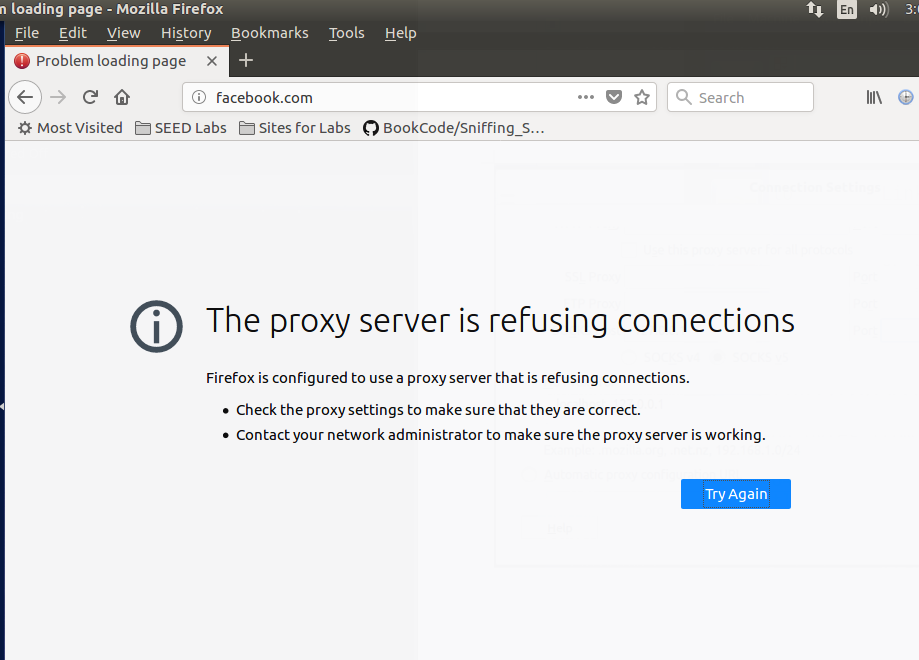 m loading page - Mozilla Firefox
En
File Edit View History Bookmarks Tools Help
Problem loading page
facebook.com
Search
Most Visited SEED Labs Sites for Labs BookCode/Sniffing_S...
The proxy server is refusing connections
Firefox is configured to use a proxy server that is refusing connections.
Check the proxy settings to make sure that they are correct.
Contact your network administrator to make sure the proxy server is working.
Try Again